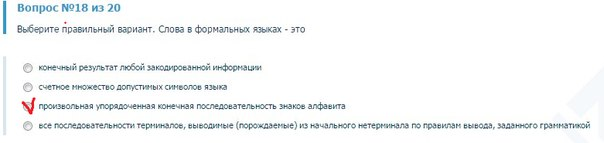 Вопрос №18 из 20
Выберите правильный вариант. Слова в формальных языках - это
конечный результат любой закодированной информации
счетное множество допустимых символов языка
произвольная упорядоченная конечная последовательность знаков алфавита
все последовательности терминалов, выводимые (порождаемые) из начального нетерминала по правилам вывода, заданного грамматикой